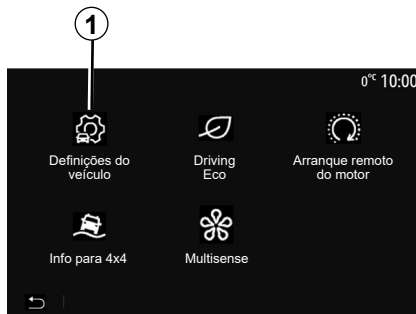 1
0°C 10:00
Definições do
veículo
Driving
Eco
Arranque remoto
do motor
Info para 4x4
Multisense